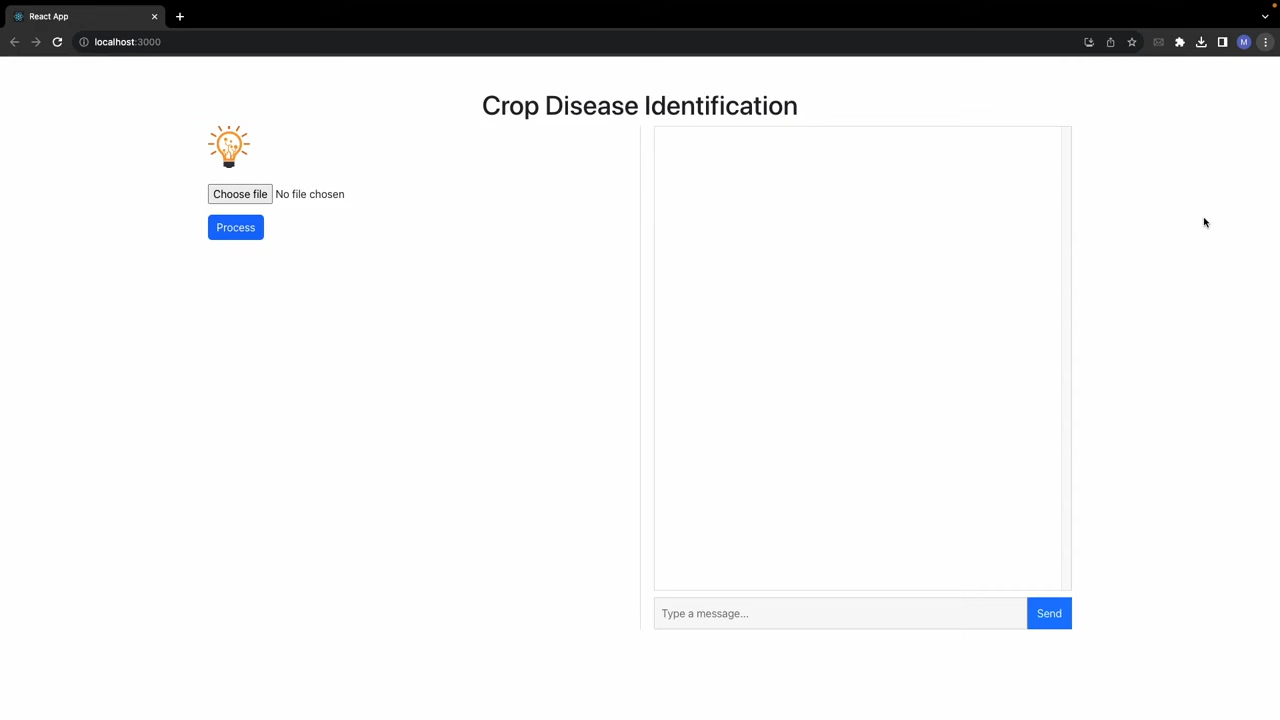 React App
localhost:3000
M
Crop Disease Identification
Choose file No file chosen
Process
Type a message...
Send